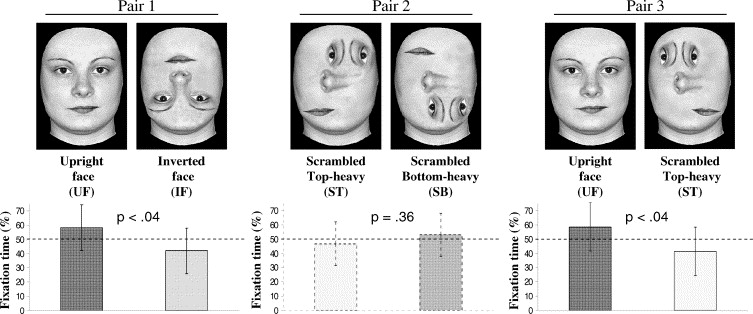 Pair 1
Pair 2
Pair 3
Upright
face
(UF)
Inverted
face
(IF)
Scrambled
Top-heavy
(ST)
Scrambled
Bottom-heavy
(SB)
Upright
face
(UF)
Scrambled
Top-heavy
(ST)
Fixation time (%)
70
60
50
40
30
20
10
0
p < .04
Fixation time (%)
70
60
50
40
30
20
10
0
p = .36
Fixation time (%)
70
60
50
40
30
20
10
0
p < .04